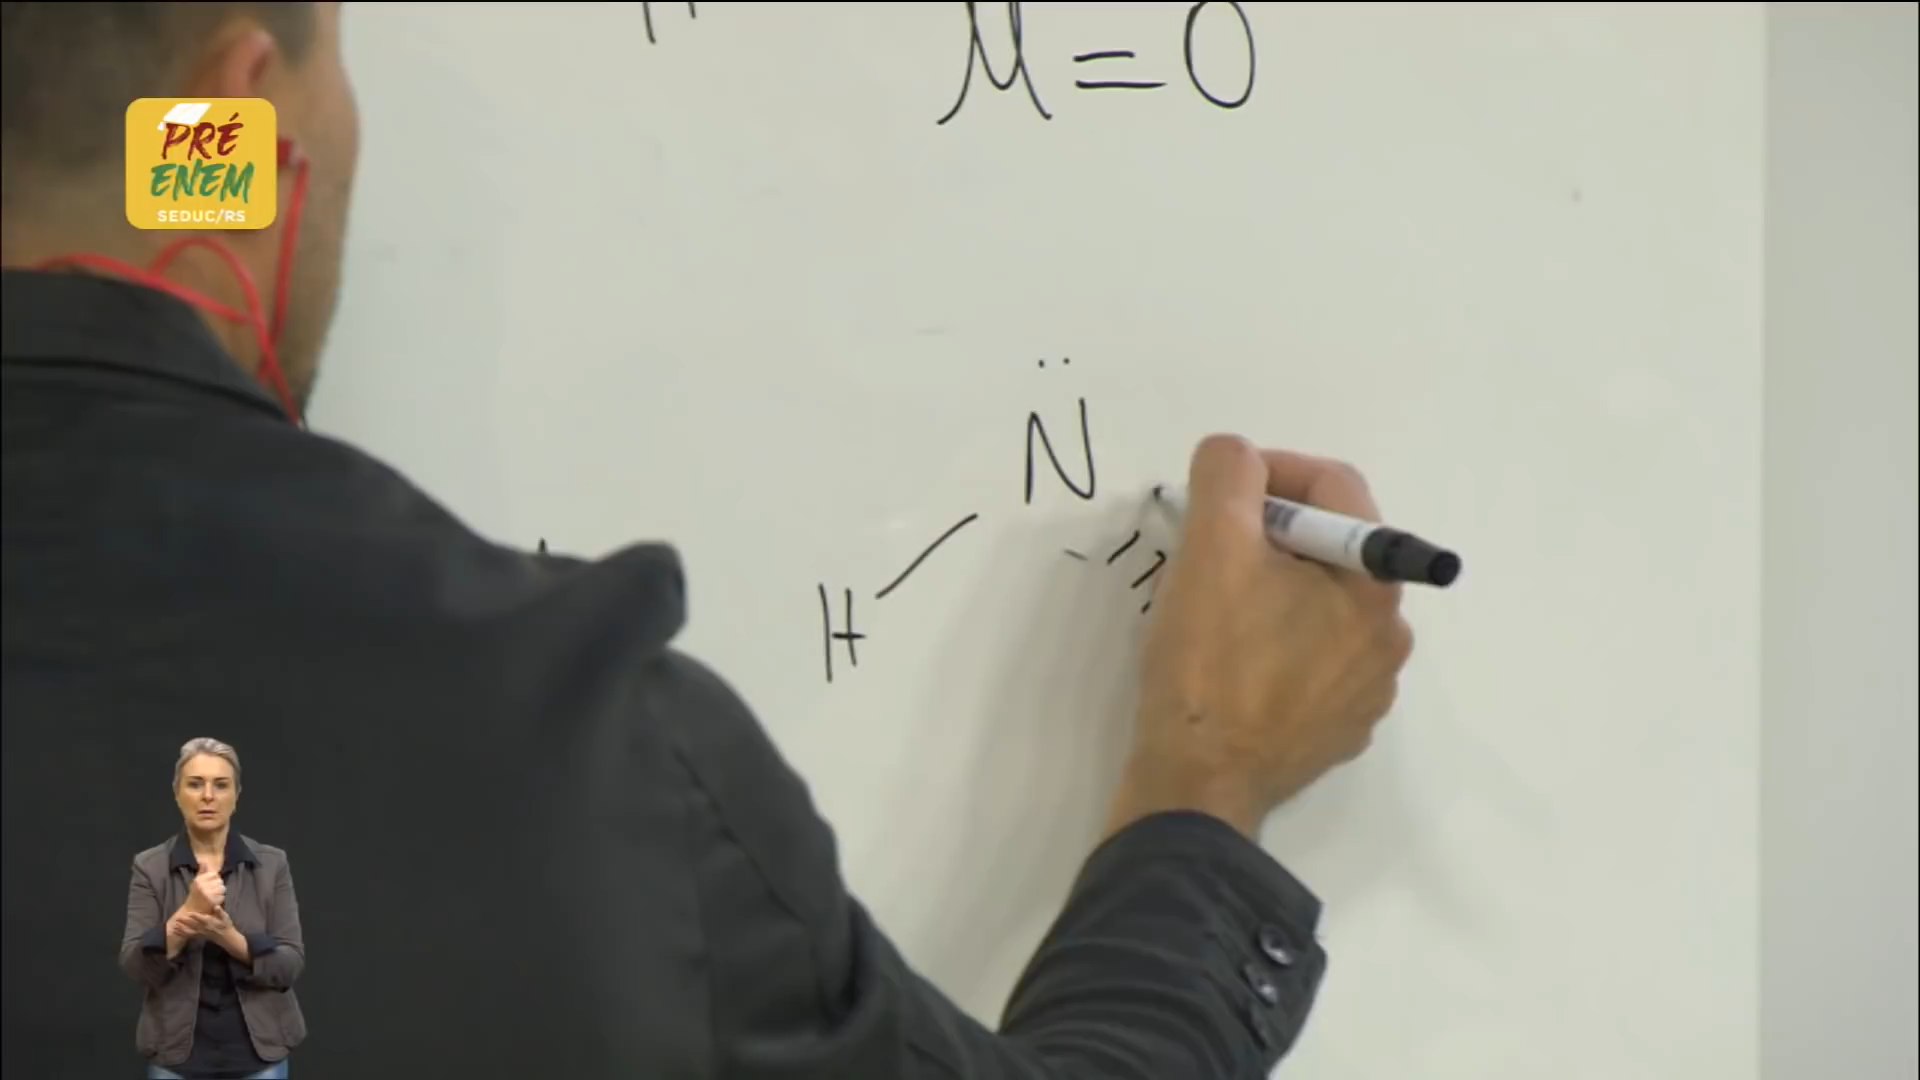 μ = 0
PRÉ
ENEM
SEDUC/RS
N
H